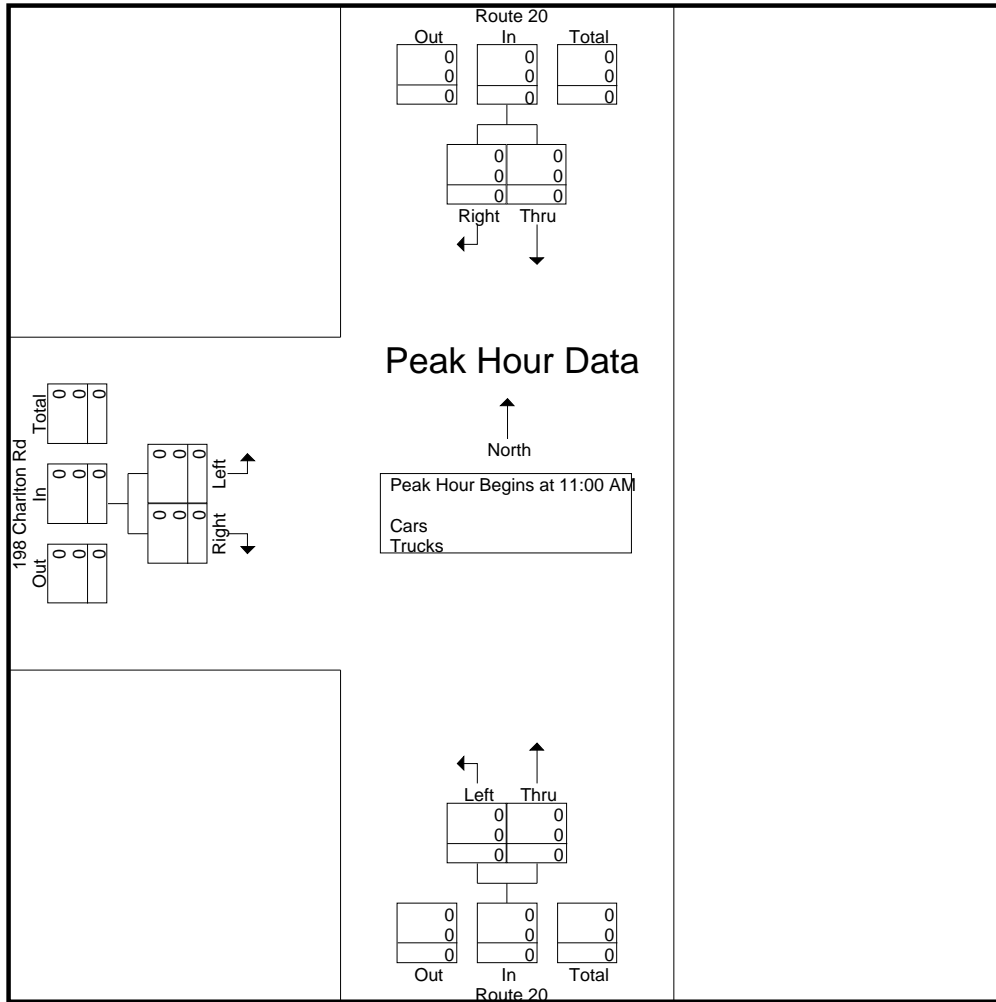 Route 20
Out In Total
0 0 0
0 0 0
0 0 0
0 0
0 0
0 0
Right Thru
Peak Hour Data
North
Peak Hour Begins at 11:00 AM
Cars
Trucks
198 Charlton Rd
Total
0 0 0
In
0 0 0
Out
0 0 0
Left
0 0 0
Right
0 0 0
Left Thru
0 0
0 0
0 0
0 0 0
0 0 0
0 0 0
Out In Total
Route 20